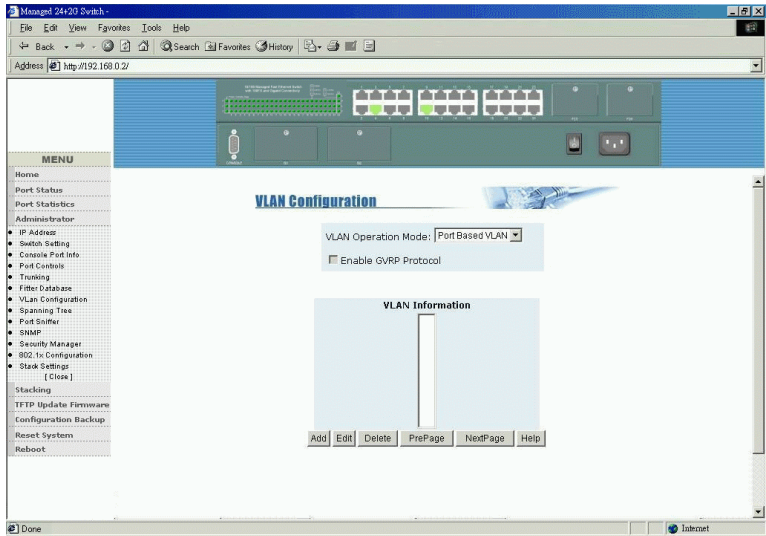 Managed 24+2G Switch -
File Edit View Favorites Tools Help
Back Search Favorites History
Address http://192.168.0.2/
CONSOLE
MENU
Home
Port Status
Port Statistics
Administrator
IP Address
Switch Setting
Console Port Info
Port Controls
Trunking
Fitter Database
VLan Configuration
Spanning Tree
Port Sniffer
SNMP
Security Manager
802.1x Configuration
Stack Settings
[ Close ]
Stacking
TFTP Update Firmware
Configuration Backup
Reset System
Reboot
VLAN Configuration
VLAN Operation Mode: Port Based VLAN
Enable GVRP Protocol
VLAN Information
Add Edit Delete PrePage NextPage Help
Done Internet